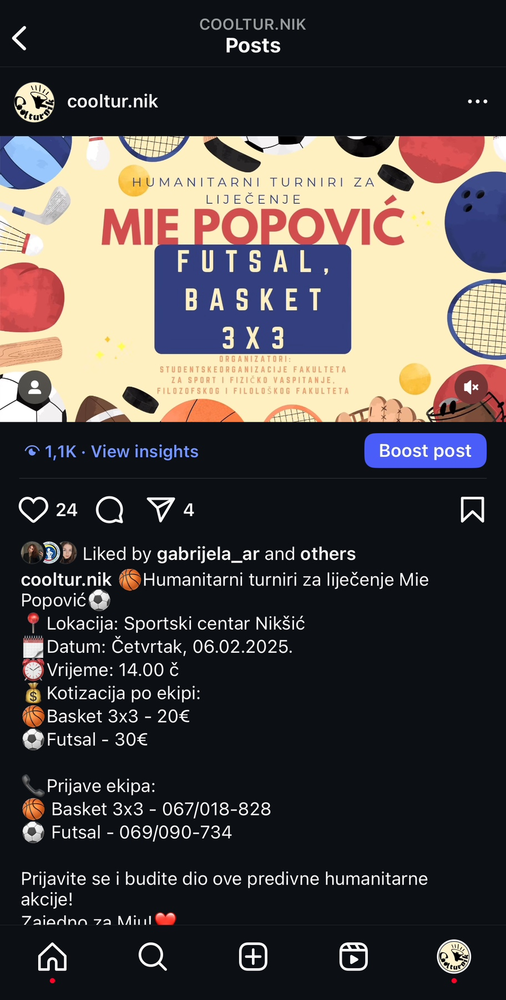 COOLTUR.NIK
Posts
Coolturnik
cooltur.nik
HUMANITARNI TURNIRI ZA
LIJEČENJE
MIE POPOVIĆ
FUTSAL,
BASKET
3X3
ORGANIZATORI:
STUDENTSKEORGANIZACIJE FAKULTETA
ZA SPORT I FIZIČKO VASPITANJE,
FILOZOFSKOG I FILOLOŠKOG FAKULTETA
1,1K · View insights
Boost post
24
4
Liked by gabrijela_ar and others
cooltur.nik 🏀Humanitarni turniri za liječenje Mie
Popović⚽
📍Lokacija: Sportski centar Nikšić
🗓️Datum: Četvrtak, 06.02.2025.
⏰Vrijeme: 14.00 č
💰Kotizacija po ekipi:
🏀Basket 3x3 - 20€
⚽Futsal - 30€
📞Prijave ekipa:
🏀 Basket 3x3 - 067/018-828
⚽ Futsal - 069/090-734
Prijavite se i budite dio ove predivne humanitarne
akcije!
Zajedno za Miu!❤️
Coolturnik